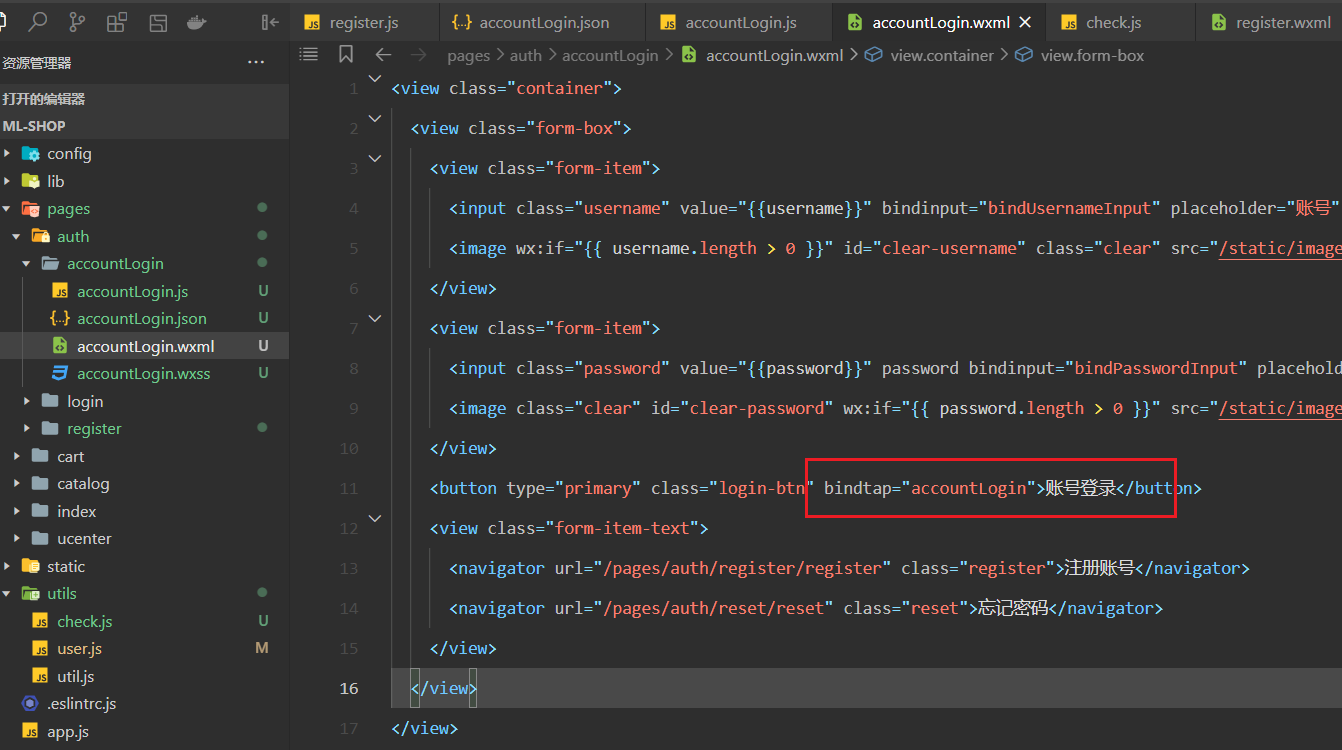 register.js
accountLogin.json
accountLogin.js
accountLogin.wxml
check.js
register.wxml
资源管理器
pages > auth > accountLogin > accountLogin.wxml > view.container > view.form-box
打开的编辑器
ML-SHOP
config
lib
pages
auth
accountLogin
accountLogin.js U
accountLogin.json U
accountLogin.wxml U
accountLogin.wxss U
login
register
cart
catalog
index
ucenter
static
utils
check.js U
user.js M
util.js
.eslintrc.js
app.js
1 <view class="container">
2 <view class="form-box">
3 <view class="form-item">
4 <input class="username" value="{{username}}" bindinput="bindUsernameInput" placeholder="账号"
5 <image wx:if="{{ username.length > 0 }}" id="clear-username" class="clear" src="/static/image
6 </view>
7 <view class="form-item">
8 <input class="password" value="{{password}}" password bindinput="bindPasswordInput" placehold
9 <image class="clear" id="clear-password" wx:if="{{ password.length > 0 }}" src="/static/image
10 </view>
11 <button type="primary" class="login-btn" bindtap="accountLogin">账号登录</button>
12 <view class="form-item-text">
13 <navigator url="/pages/auth/register/register" class="register">注册账号</navigator>
14 <navigator url="/pages/auth/reset/reset" class="reset">忘记密码</navigator>
15 </view>
16 </view>
17 </view>